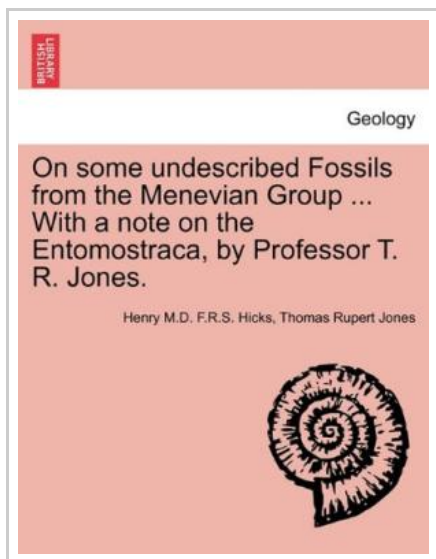 BRITISH
LIBRARY
Geology
On some undescribed Fossils
from the Menevian Group ...
With a note on the
Entomostraca, by Professor T.
R. Jones.
Henry M.D. F.R.S. Hicks, Thomas Rupert Jones